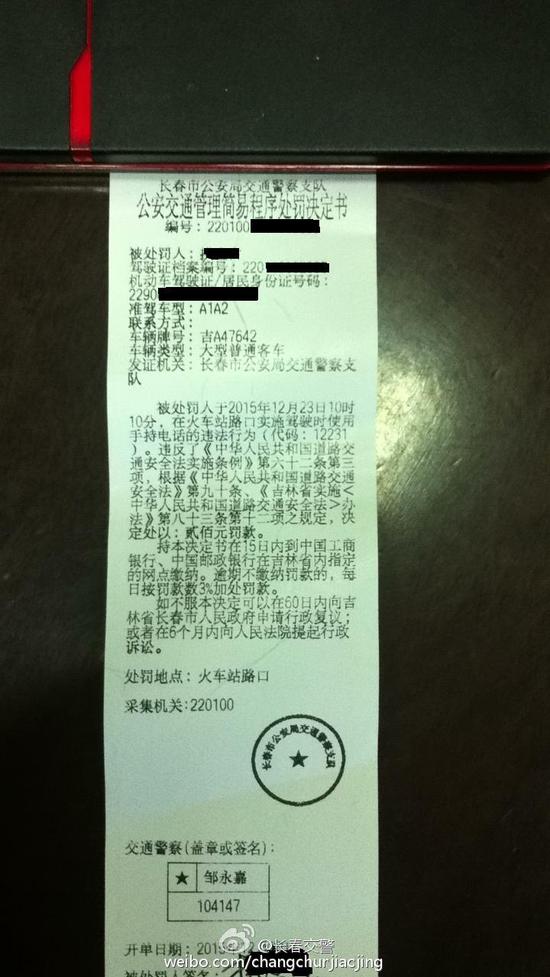 长春市公安局交通警察支队
公安交通管理简易程序处罚决定书
编号：220100
被处罚人：
驾驶证档案编号：220
机动车驾驶证/居民身份证号码：
2290
准驾车型：A1A2
联系方式：
车辆牌号：吉A47642
车辆类型：大型普通客车
发证机关：长春市公安局交通警察支
队
被处罚人于2015年12月23日10时
10分，在火车站路口实施驾驶时使用
手持电话的违法行为（代码：12231
）。违反了《中华人民共和国道路交
通安全法实施条例》第六十二条第三
项，根据《中华人民共和国道路交通
安全法》第九十条、《吉林省实施<
中华人民共和国道路交通安全法>办
法》第八十三条第十二项之规定，决
定处以：贰佰元罚款。
持本决定书在15日内到中国工商
银行、中国邮政银行在吉林省内指定
的网点缴纳。逾期不缴纳罚款的，每
日按罚款数3%加处罚款。
如不服本决定可以在60日内向吉
林省长春市人民政府申请行政复议；
或者在6个月内向人民法院提起行政
诉讼。
处罚地点：火车站路口
采集机关:220100
长春市公安局交通警察支队
交通警察(盖章或签名)：
★ 邹永嘉
104147
开单日期：2015年
@长春交警
weibo.com/changchunjiaojing
被处罚人签名：